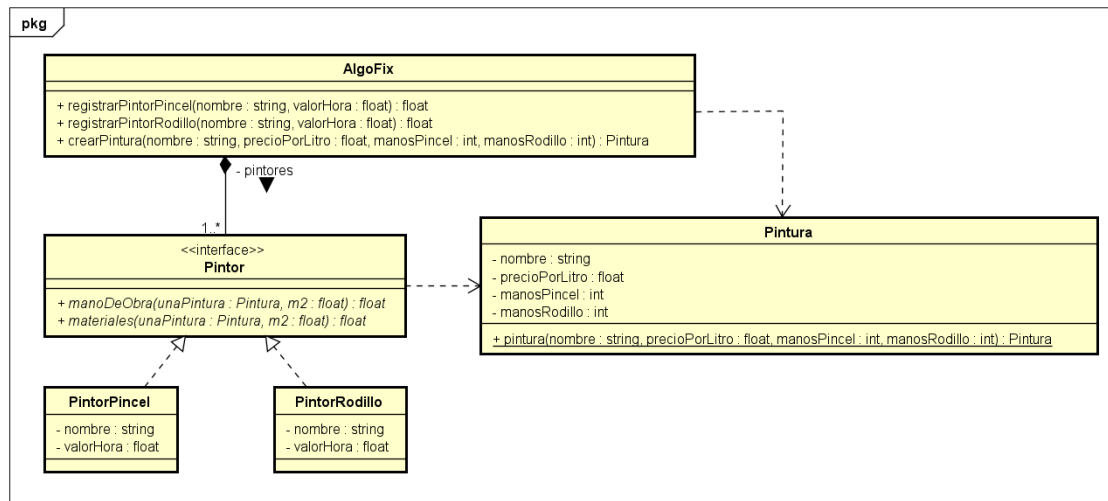 pkg
AlgoFix
+ registrarPintorPincel(nombre : string, valorHora : float) : float
+ registrarPintorRodillo(nombre : string, valorHora : float) : float
+ crearPintura(nombre : string, precioPorLitro : float, manosPincel : int, manosRodillo : int) : Pintura
- pintores
1..*
<<interface>>
Pintor
+ manoDeObra(unaPintura : Pintura, m2 : float) : float
+ materiales(unaPintura : Pintura, m2 : float) : float
Pintura
- nombre : string
- precioPorLitro : float
- manosPincel : int
- manosRodillo : int
+ pintura(nombre : string, precioPorLitro : float, manosPincel : int, manosRodillo : int) : Pintura
PintorPincel
- nombre : string
- valorHora : float
PintorRodillo
- nombre : string
- valorHora : float